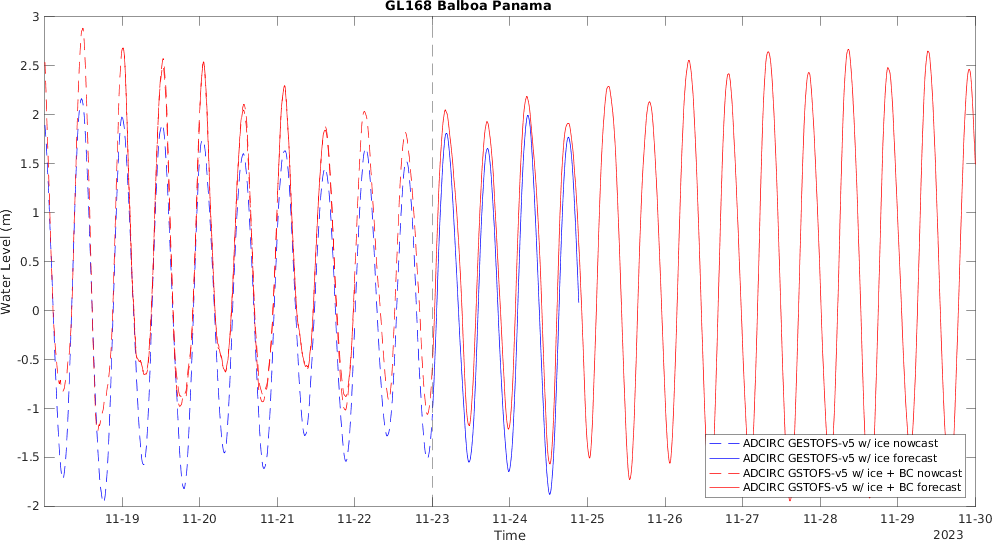 GL168 Balboa Panama
3
2.5
2
1.5
1
0.5
0
-0.5
-1
-1.5
-2
Water Level (m)
ADCIRC GESTOFS-v5 w/ ice nowcast
ADCIRC GESTOFS-v5 w/ ice forecast
ADCIRC GSTOFS-v5 w/ ice + BC nowcast
ADCIRC GSTOFS-v5 w/ ice + BC forecast
11-19 11-20 11-21 11-22 11-23 11-24 11-25 11-26 11-27 11-28 11-29 11-30
Time
2023